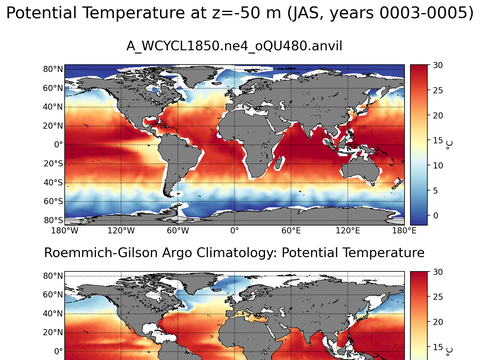 Potential Temperature at z=-50 m (JAS, years 0003-0005)
A_WCYCL1850.ne4_oQU480.anvil
80°N
60°N
40°N
20°N
0°
20°S
40°S
60°S
80°S
180°W 120°W 60°W 0° 60°E 120°E 180°E
30
25
20
15
10
5
0
°C
Roemmich-Gilson Argo Climatology: Potential Temperature
80°N
60°N
40°N
20°N
0°
30
25
20
15
°C